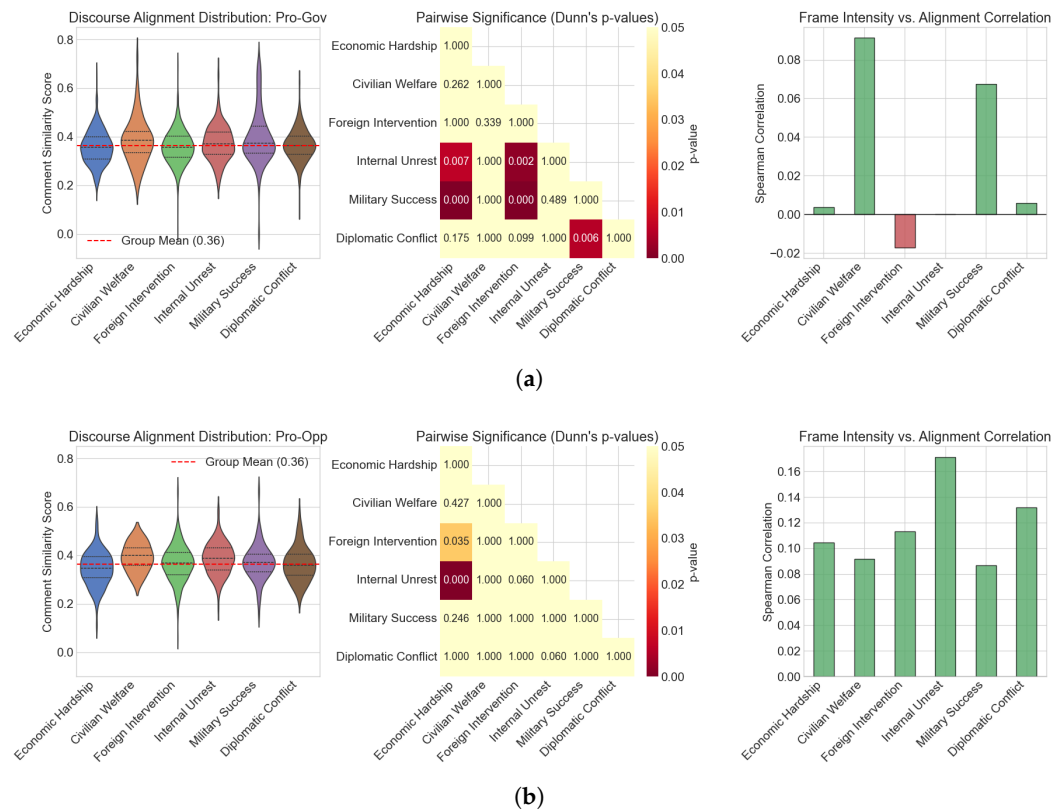 Discourse Alignment Distribution: Pro-Gov
Comment Similarity Score
0.8
0.6
0.4
0.2
0.0
Group Mean (0.36)
Economic Hardship
Civilian Welfare
Foreign Intervention
Internal Unrest
Military Success
Diplomatic Conflict
Pairwise Significance (Dunn's p-values)
Economic Hardship 1.000
Civilian Welfare 0.262 1.000
Foreign Intervention 1.000 0.339 1.000
Internal Unrest 0.007 1.000 0.002 1.000
Military Success 0.000 1.000 0.000 0.489 1.000
Diplomatic Conflict 0.175 1.000 0.099 1.000 0.006 1.000
Economic Hardship
Civilian Welfare
Foreign Intervention
Internal Unrest
Military Success
Diplomatic Conflict
0.05
0.04
0.03
0.02
0.01
0.00
p-value
Frame Intensity vs. Alignment Correlation
Spearman Correlation
0.08
0.06
0.04
0.02
0.00
−0.02
Economic Hardship
Civilian Welfare
Foreign Intervention
Internal Unrest
Military Success
Diplomatic Conflict
(a)
Discourse Alignment Distribution: Pro-Opp
Comment Similarity Score
0.8
0.6
0.4
0.2
0.0
Group Mean (0.36)
Economic Hardship
Civilian Welfare
Foreign Intervention
Internal Unrest
Military Success
Diplomatic Conflict
Pairwise Significance (Dunn's p-values)
Economic Hardship 1.000
Civilian Welfare 0.427 1.000
Foreign Intervention 0.035 1.000 1.000
Internal Unrest 0.000 1.000 0.060 1.000
Military Success 0.246 1.000 1.000 1.000 1.000
Diplomatic Conflict 1.000 1.000 1.000 0.060 1.000 1.000
Economic Hardship
Civilian Welfare
Foreign Intervention
Internal Unrest
Military Success
Diplomatic Conflict
0.05
0.04
0.03
0.02
0.01
0.00
p-value
Frame Intensity vs. Alignment Correlation
Spearman Correlation
0.16
0.14
0.12
0.10
0.08
0.06
0.04
0.02
0.00
Economic Hardship
Civilian Welfare
Foreign Intervention
Internal Unrest
Military Success
Diplomatic Conflict
(b)